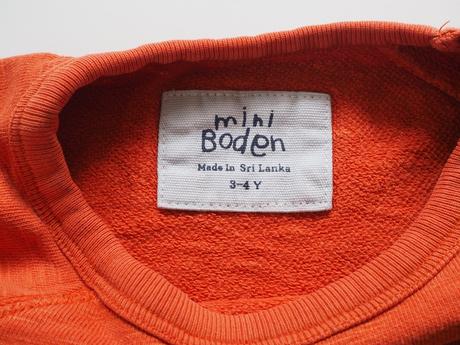 mini
Boden
Made In Sri Lanka
3-4 Y